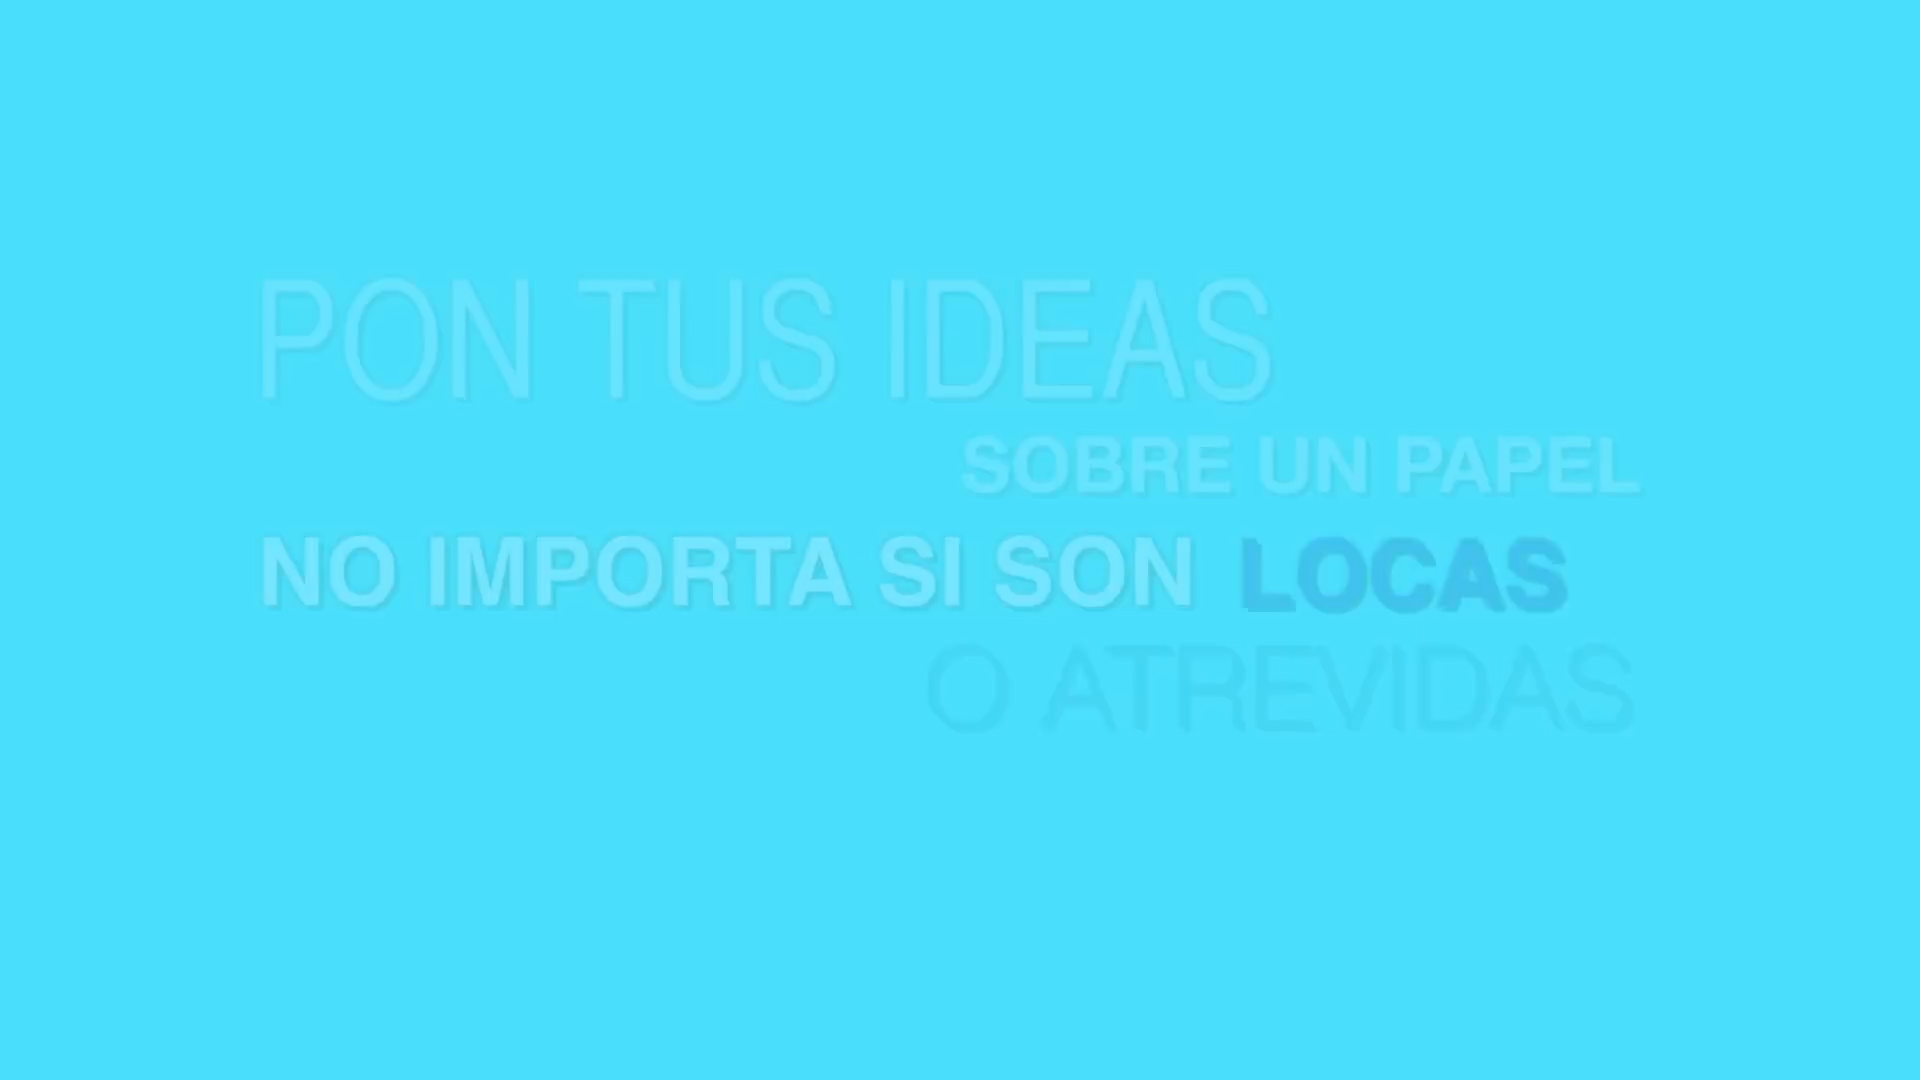 PON TUS IDEAS
SOBRE UN PAPEL
NO IMPORTA SI SON LOCAS
O ATREVIDAS